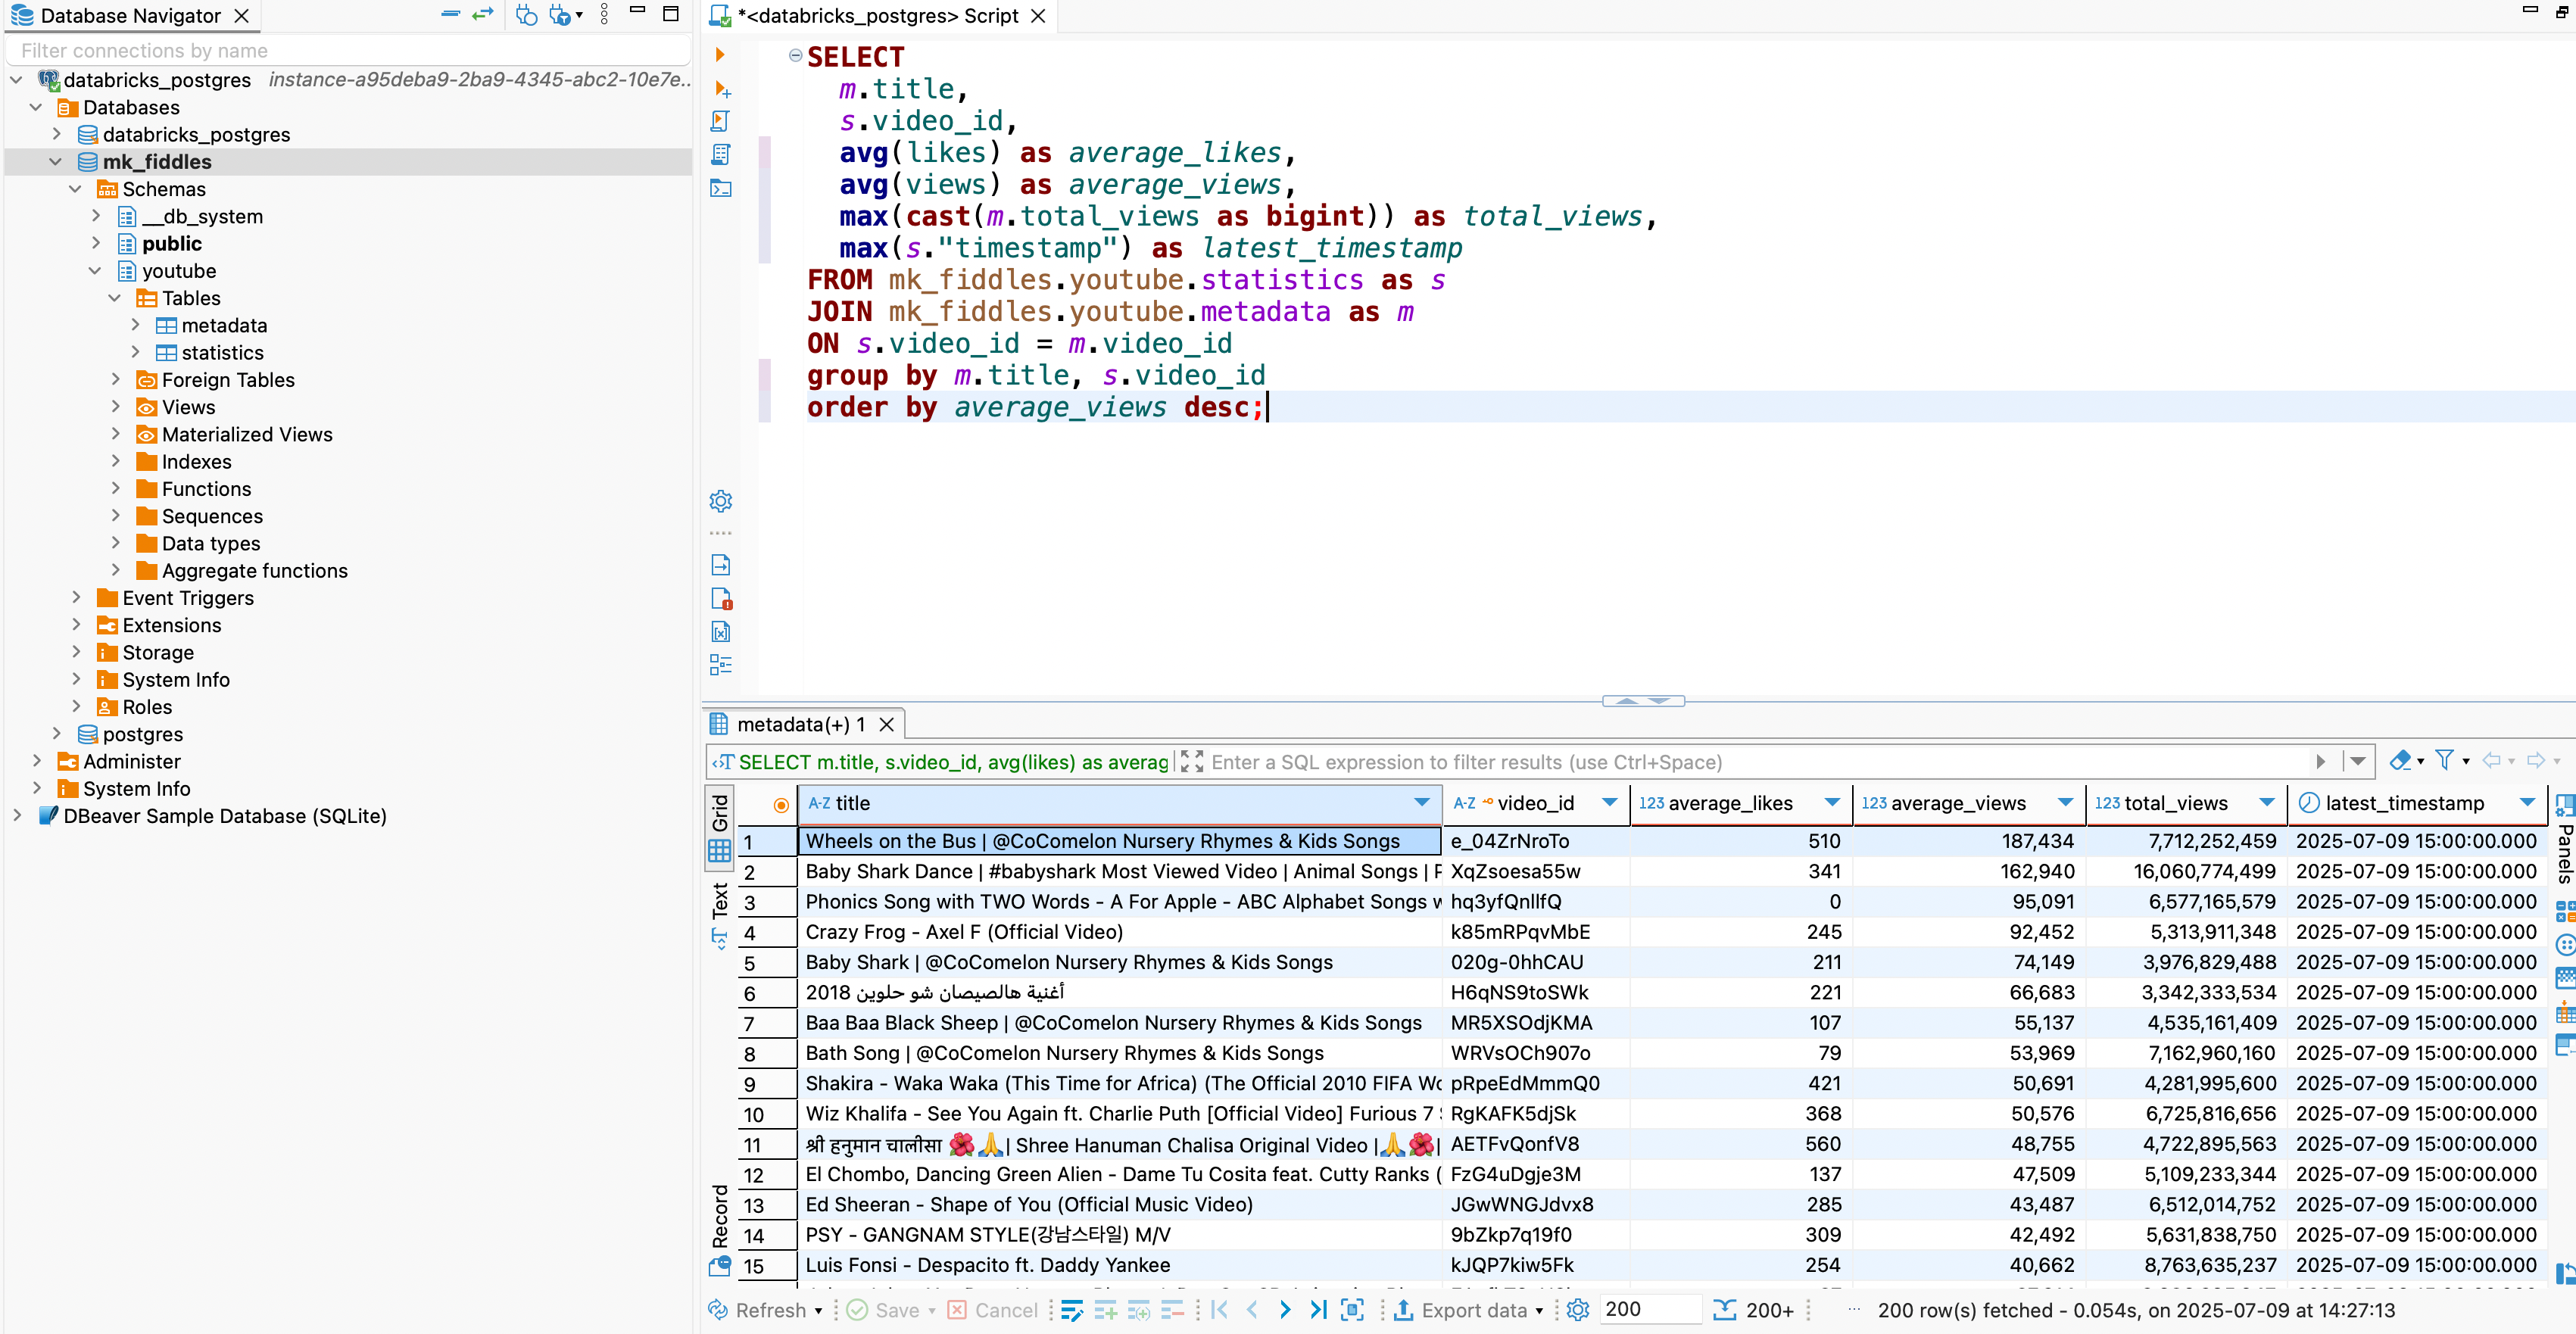 Database Navigator
Filter connections by name
databricks_postgres instance-a95deba9-2ba9-4345-abc2-10e7e..
Databases
databricks_postgres
mk_fiddles
Schemas
__db_system
public
youtube
Tables
metadata
statistics
Foreign Tables
Views
Materialized Views
Indexes
Functions
Sequences
Data types
Aggregate functions
Event Triggers
Extensions
Storage
System Info
Roles
postgres
Administer
System Info
DBeaver Sample Database (SQLite)
*<databricks_postgres> Script
SELECT
m.title,
s.video_id,
avg(likes) as average_likes,
avg(views) as average_views,
max(cast(m.total_views as bigint)) as total_views,
max(s."timestamp") as latest_timestamp
FROM mk_fiddles.youtube.statistics as s
JOIN mk_fiddles.youtube.metadata as m
ON s.video_id = m.video_id
group by m.title, s.video_id
order by average_views desc;
metadata(+) 1
SELECT m.title, s.video_id, avg(likes) as averag Enter a SQL expression to filter results (use Ctrl+Space)
Grid
Text
Record
Panels
A-Z title A-Z video_id 123 average_likes 123 average_views 123 total_views latest_timestamp
1 Wheels on the Bus | @CoComelon Nursery Rhymes & Kids Songs e_04ZrNroTo 510 187,434 7,712,252,459 2025-07-09 15:00:00.000
2 Baby Shark Dance | #babyshark Most Viewed Video | Animal Songs | P XqZsoesa55w 341 162,940 16,060,774,499 2025-07-09 15:00:00.000
3 Phonics Song with TWO Words - A For Apple - ABC Alphabet Songs w hq3yfQnllfQ 0 95,091 6,577,165,579 2025-07-09 15:00:00.000
4 Crazy Frog - Axel F (Official Video) k85mRPqvMbE 245 92,452 5,313,911,348 2025-07-09 15:00:00.000
5 Baby Shark | @CoComelon Nursery Rhymes & Kids Songs 020g-0hhCAU 211 74,149 3,976,829,488 2025-07-09 15:00:00.000
6 أغنية هالصيصان شو حلوين 2018 H6qNS9toSWk 221 66,683 3,342,333,534 2025-07-09 15:00:00.000
7 Baa Baa Black Sheep | @CoComelon Nursery Rhymes & Kids Songs MR5XSOdjKMA 107 55,137 4,535,161,409 2025-07-09 15:00:00.000
8 Bath Song | @CoComelon Nursery Rhymes & Kids Songs WRVsOCh907o 79 53,969 7,162,960,160 2025-07-09 15:00:00.000
9 Shakira - Waka Waka (This Time for Africa) (The Official 2010 FIFA Wo pRpeEdMmmQ0 421 50,691 4,281,995,600 2025-07-09 15:00:00.000
10 Wiz Khalifa - See You Again ft. Charlie Puth [Official Video] Furious 7 RgKAFK5djSk 368 50,576 6,725,816,656 2025-07-09 15:00:00.000
11 श्री हनुमान चालीसा 🌺🙏| Shree Hanuman Chalisa Original Video |🙏🌺| AETFvQonfV8 560 48,755 4,722,895,563 2025-07-09 15:00:00.000
12 El Chombo, Dancing Green Alien - Dame Tu Cosita feat. Cutty Ranks ( FzG4uDgje3M 137 47,509 5,109,233,344 2025-07-09 15:00:00.000
13 Ed Sheeran - Shape of You (Official Music Video) JGwWNGJdvx8 285 43,487 6,512,014,752 2025-07-09 15:00:00.000
14 PSY - GANGNAM STYLE(강남스타일) M/V 9bZkp7q19f0 309 42,492 5,631,838,750 2025-07-09 15:00:00.000
15 Luis Fonsi - Despacito ft. Daddy Yankee kJQP7kiw5Fk 254 40,662 8,763,635,237 2025-07-09 15:00:00.000
Refresh Save Cancel Export data 200 200+ ... 200 row(s) fetched - 0.054s, on 2025-07-09 at 14:27:13